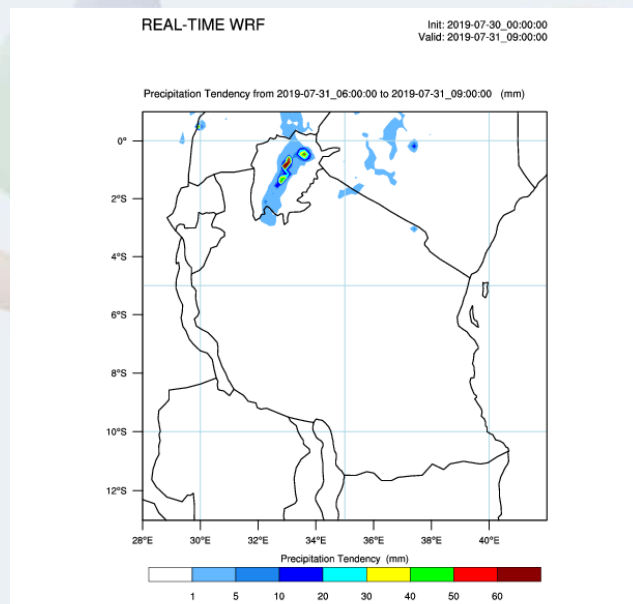 REAL-TIME WRF
Init: 2019-07-30_00:00:00
Valid: 2019-07-31_09:00:00
Precipitation Tendency from 2019-07-31_06:00:00 to 2019-07-31_09:00:00 (mm)
0°
2°S
4°S
6°S
8°S
10°S
12°S
28°E 30°E 32°E 34°E 36°E 38°E 40°E
Precipitation Tendency (mm)
1 5 10 20 30 40 50 60